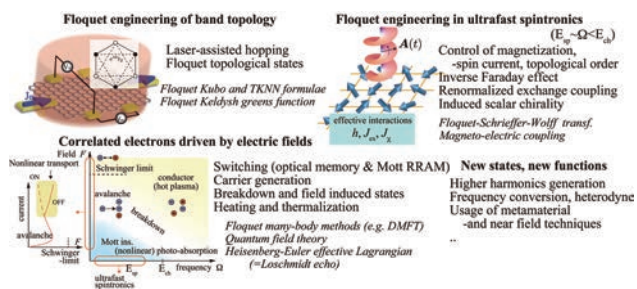 Floquet engineering of band topology
Laser-assisted hopping
Floquet topological states
Floquet Kubo and TKNN formulae
Floquet Keldysh greens function
Floquet engineering in ultrafast spintronics
(E_sp~Ω<E_ch)
A(t)
Control of magnetization,
-spin current, topological order
Inverse Faraday effect
Renormalized exchange coupling
Induced scalar chirality
Floquet-Schrieffer-Wolff transf.
Magneto-electric coupling
effective interactions
h, J_ex, J_χ
Correlated electrons driven by electric fields
Nonlinear transport
ON
OFF
current
avalanche
Schwinger
-limit
F
Field F
Schwinger limit
avalanche
breakdown
conductor
(hot plasma)
Mott ins.
(nonlinear) photo-absorption
E_sp
E_ch
frequency Ω
ultrafast
spintronics
Switching (optical memory & Mott RRAM)
Carrier generation
Breakdown and field induced states
Heating and thermalization
Floquet many-body methods (e.g. DMFT)
Quantum field theory
Heisenberg-Euler effective Lagrangian
(=Loschmidt echo)
New states, new functions
Higher harmonics generation
Frequency conversion, heterodyne
Usage of metamaterial
-and near field techniques
..